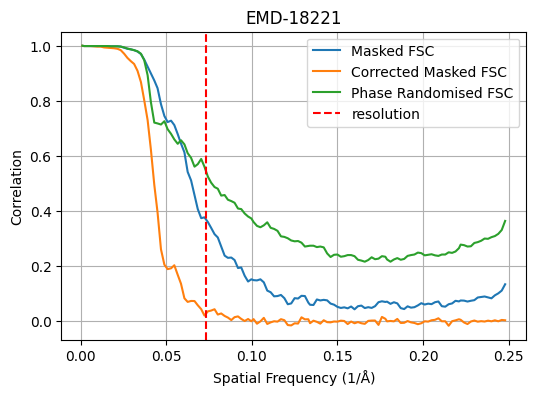 EMD-18221
Masked FSC
Corrected Masked FSC
Phase Randomised FSC
resolution
Correlation
1.0
0.8
0.6
0.4
0.2
0.0
0.00 0.05 0.10 0.15 0.20 0.25
Spatial Frequency (1/Å)